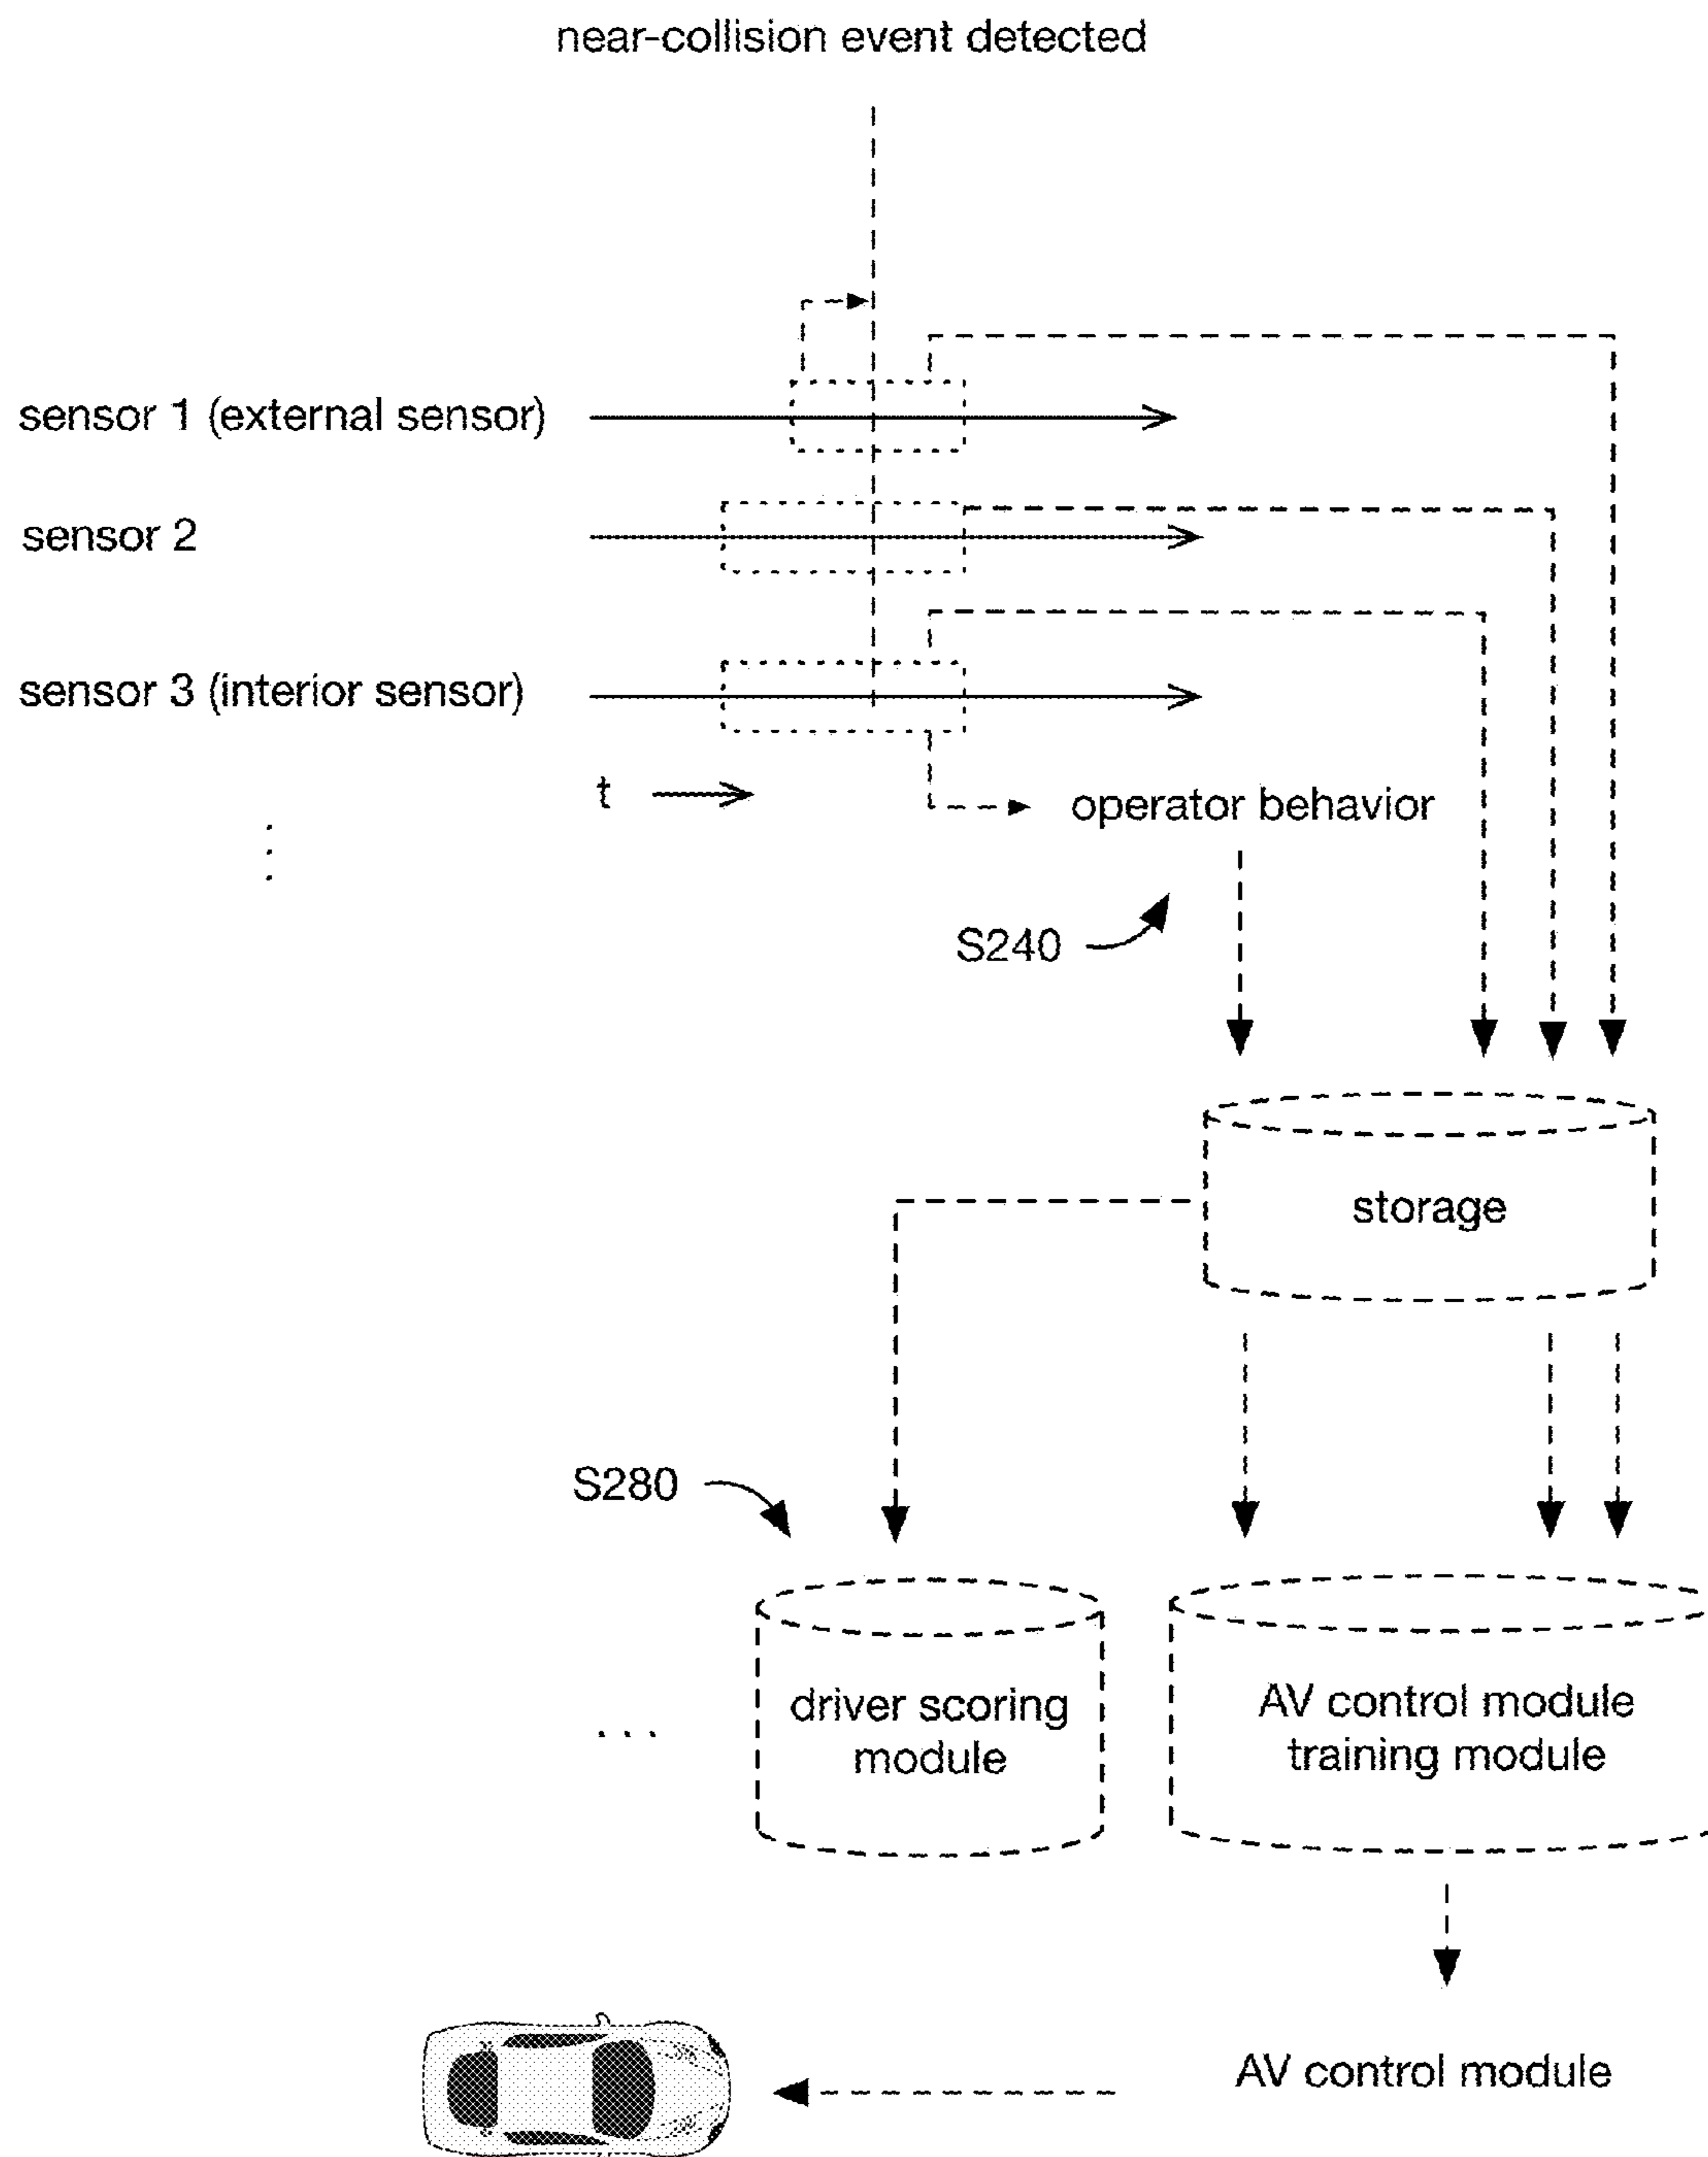 near-collision event detected
sensor 1 (external sensor)
sensor 2
sensor 3 (interior sensor)
t
operator behavior
S240
storage
S280
driver scoring
module
AV control module
training module
AV control module